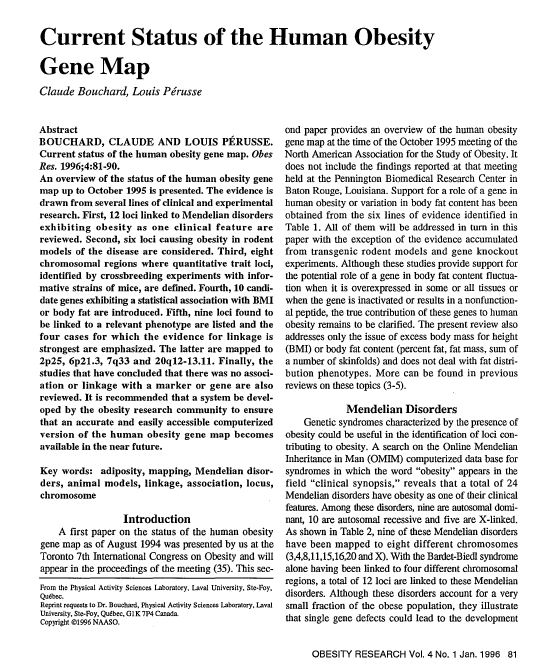 Current Status of the Human Obesity
Gene Map
Claude Bouchard, Louis Pérusse
Abstract
BOUCHARD, CLAUDE AND LOUIS PÉRUSSE.
Current status of the human obesity gene map. Obes
Res. 1996;4:81-90.
An overview of the status of the human obesity gene
map up to October 1995 is presented. The evidence is
drawn from several lines of clinical and experimental
research. First, 12 loci linked to Mendelian disorders
exhibiting obesity as one clinical feature are
reviewed. Second, six loci causing obesity in rodent
models of the disease are considered. Third, eight
chromosomal regions where quantitative trait loci,
identified by crossbreeding experiments with infor-
mative strains of mice, are defined. Fourth, 10 candi-
date genes exhibiting a statistical association with BMI
or body fat are introduced. Fifth, nine loci found to
be linked to a relevant phenotype are listed and the
four cases for which the evidence for linkage is
strongest are emphasized. The latter are mapped to
2p25, 6p21.3, 7q33 and 20q12-13.11. Finally, the
studies that have concluded that there was no associ-
ation or linkage with a marker or gene are also
reviewed. It is recommended that a system be devel-
oped by the obesity research community to ensure
that an accurate and easily accessible computerized
version of the human obesity gene map becomes
available in the near future.
Key words: adiposity, mapping, Mendelian disor-
ders, animal models, linkage, association, locus,
chromosome
Introduction
A first paper on the status of the human obesity
gene map as of August 1994 was presented by us at the
Toronto 7th International Congress on Obesity and will
appear in the proceedings of the meeting (35). This sec-
From the Physical Activity Sciences Laboratory, Laval University, Ste-Foy,
Québec.
Reprint requests to Dr. Bouchard, Physical Activity Sciences Laboratory, Laval
University, Ste-Foy, Québec, G1K 7P4 Canada.
Copyright ©1996 NAASO.
ond paper provides an overview of the human obesity
gene map at the time of the October 1995 meeting of the
North American Association for the Study of Obesity. It
does not include the findings reported at that meeting
held at the Pennington Biomedical Research Center in
Baton Rouge, Louisiana. Support for a role of a gene in
human obesity or variation in body fat content has been
obtained from the six lines of evidence identified in
Table 1. All of them will be addressed in turn in this
paper with the exception of the evidence accumulated
from transgenic rodent models and gene knockout
experiments. Although these studies provide support for
the potential role of a gene in body fat content fluctua-
tion when it is overexpressed in some or all tissues or
when the gene is inactivated or results in a nonfunction-
al peptide, the true contribution of these genes to human
obesity remains to be clarified. The present review also
addresses only the issue of excess body mass for height
(BMI) or body fat content (percent fat, fat mass, sum of
a number of skinfolds) and does not deal with fat distri-
bution phenotypes. More can be found in previous
reviews on these topics (3-5).
Mendelian Disorders
Genetic syndromes characterized by the presence of
obesity could be useful in the identification of loci con-
tributing to obesity. A search on the Online Mendelian
Inheritance in Man (OMIM) computerized data base for
syndromes in which the word "obesity" appears in the
field "clinical synopsis," reveals that a total of 24
Mendelian disorders have obesity as one of their clinical
features. Among these disorders, nine are autosomal domi-
nant, 10 are autosomal recessive and five are X-linked.
As shown in Table 2, nine of these Mendelian disorders
have been mapped to eight different chromosomes
(3,4,8,11,15,16,20 and X). With the Bardet-Biedl syndrome
alone having been linked to four different chromosomal
regions, a total of 12 loci are linked to these Mendelian
disorders. Although these disorders account for a very
small fraction of the obese population, they illustrate
that single gene defects could lead to the development
OBESITY RESEARCH Vol. 4 No. 1 Jan. 1996 81